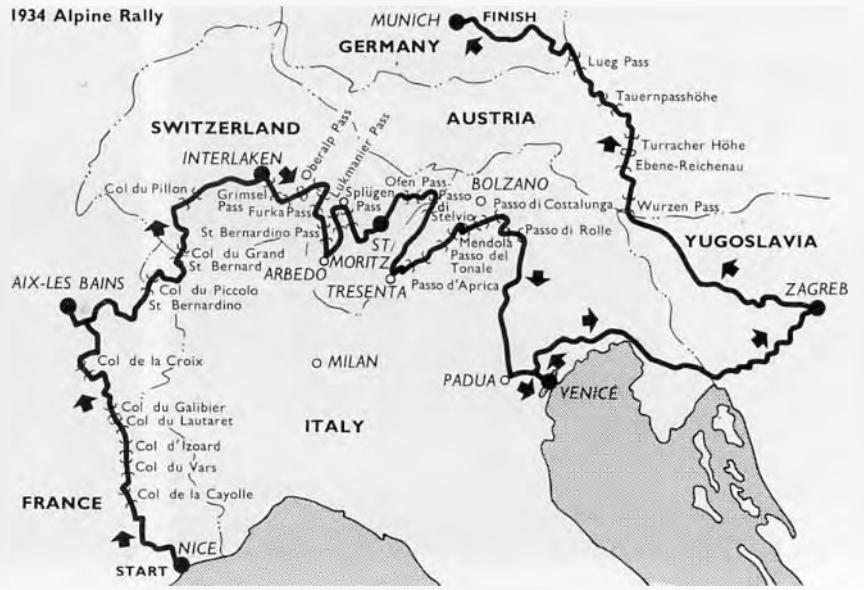 1934 Alpine Rally
MUNICH
FINISH
GERMANY
Lueg Pass
Tauernpasshöhe
AUSTRIA
SWITZERLAND
INTERLAKEN
Oberalp Pass
Lukmanier Pass
Turracher Höhe
Ebene-Reichenau
Col du Pillon
Grimsel
Pass
Furka Pass
Splügen
Pass
Ofen Pass
Passo
di
Stelvio
BOLZANO
Passo di Costalunga
Wurzen Pass
St Bernardino Pass
ST/
MORITZ
Mendola
Passo di Rolle
Passo del
Tonale
YUGOSLAVIA
Col du Grand
St Bernard
ARBEDO
TRESENTA
Passo d'Aprica
AIX-LES BAINS
Col du Piccolo
St Bernardino
ZAGREB
Col de la Croix
MILAN
PADUA
VENICE
Col du Galibier
Col du Lautaret
ITALY
Col d'Izoard
Col du Vars
FRANCE
Col de la Cayolle
NICE
START